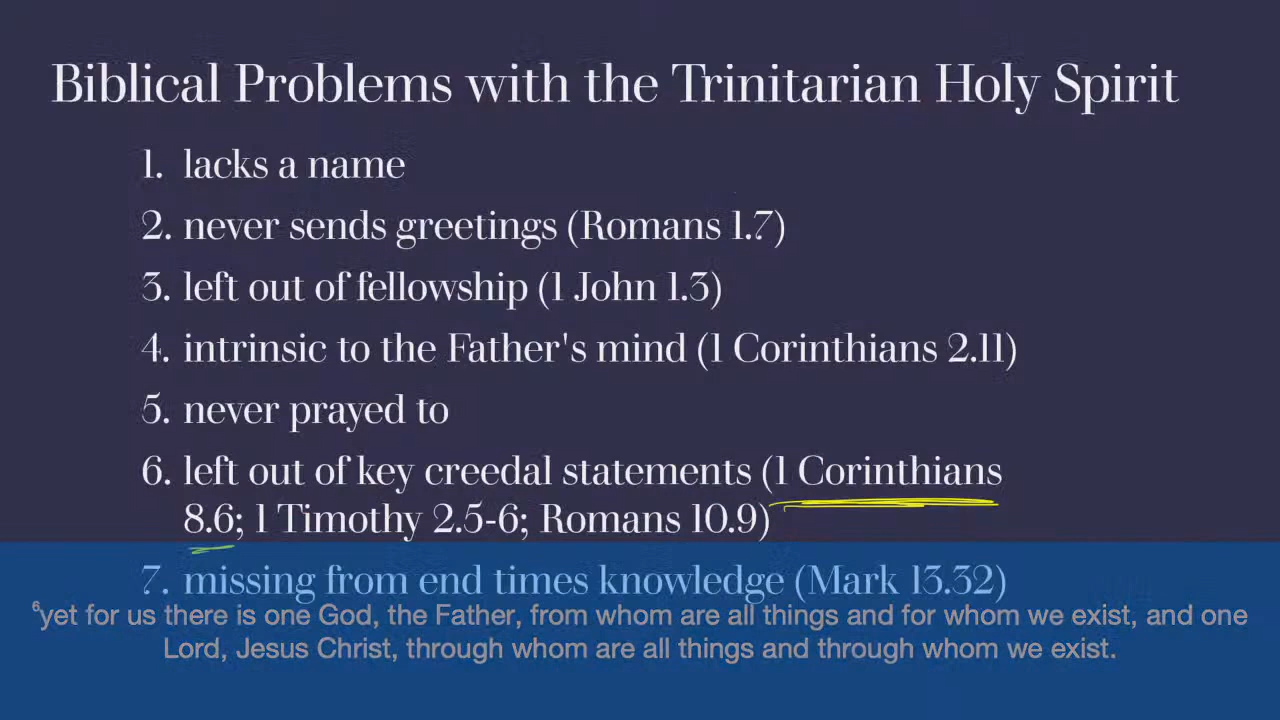 Biblical Problems with the Trinitarian Holy Spirit
1. lacks a name
2. never sends greetings (Romans 1.7)
3. left out of fellowship (1 John 1.3)
4. intrinsic to the Father's mind (1 Corinthians 2.11)
5. never prayed to
6. left out of key creedal statements (1 Corinthians
8.6; 1 Timothy 2.5-6; Romans 10.9)
7. missing from end times knowledge (Mark 13.32)
6yet for us there is one God, the Father, from whom are all things and for whom we exist, and one
Lord, Jesus Christ, through whom are all things and through whom we exist.